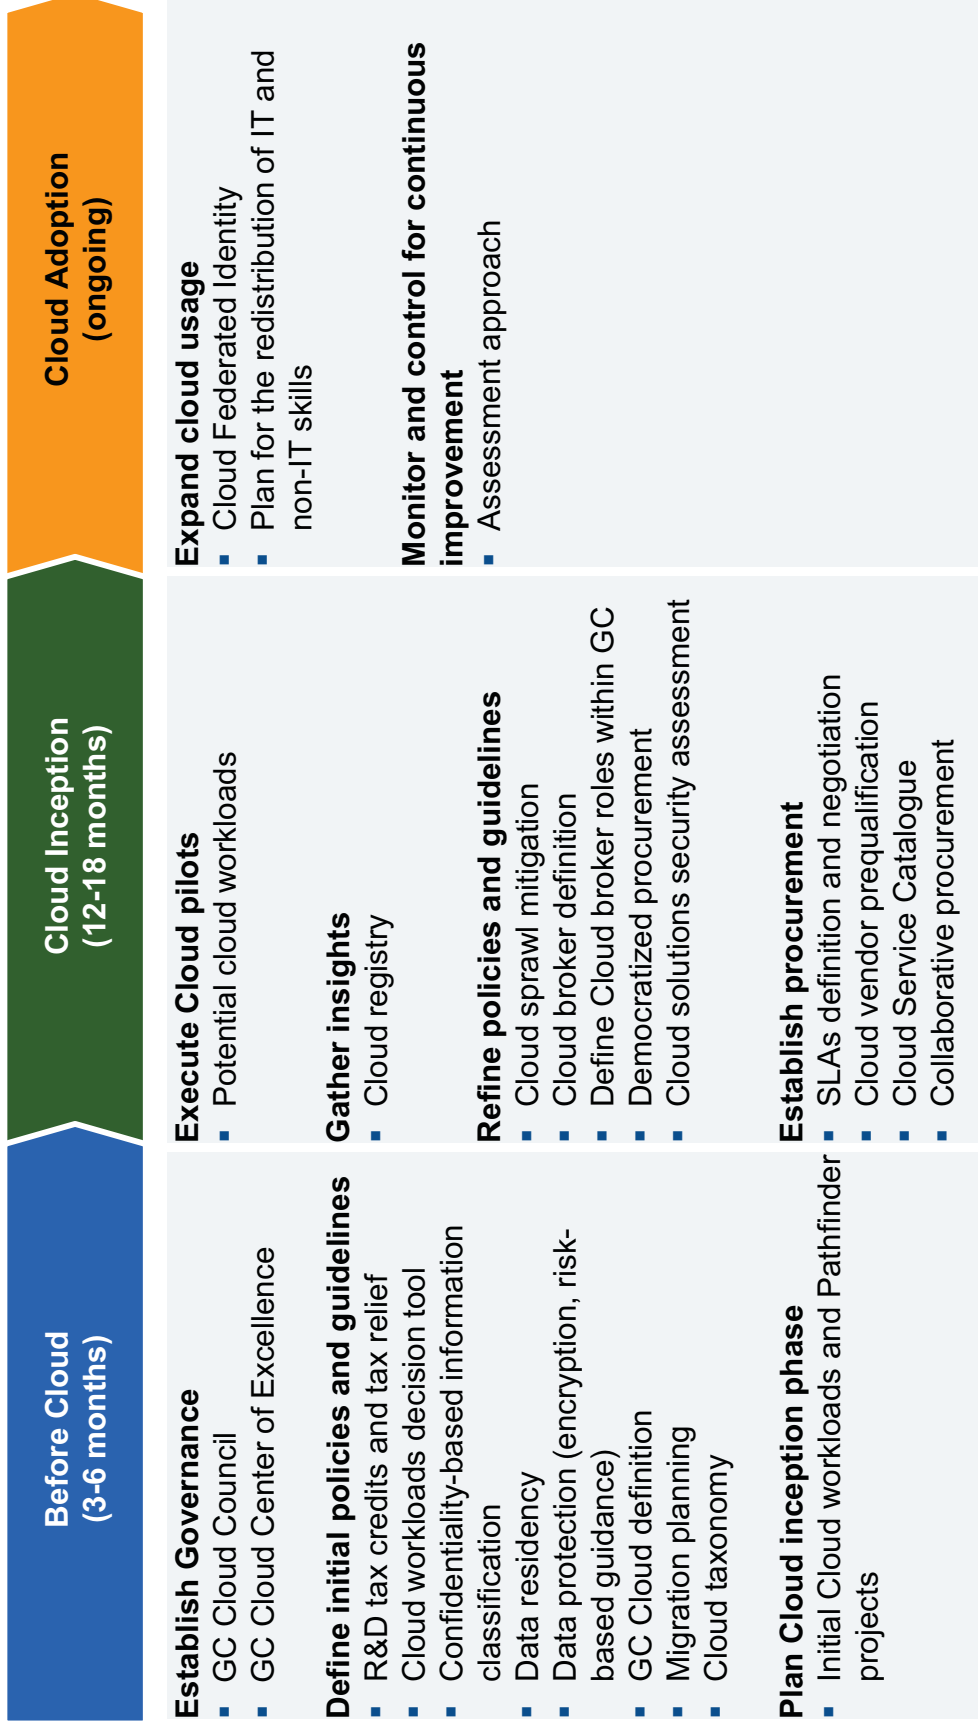 Before Cloud
(3-6 months)
Establish Governance
▪ GC Cloud Council
▪ GC Cloud Center of Excellence
Define initial policies and guidelines
▪ R&D tax credits and tax relief
▪ Cloud workloads decision tool
▪ Confidentiality-based information
classification
▪ Data residency
▪ Data protection (encryption, risk-
based guidance)
▪ GC Cloud definition
▪ Migration planning
▪ Cloud taxonomy
Plan Cloud inception phase
▪ Initial Cloud workloads and Pathfinder
projects
Cloud Inception
(12-18 months)
Execute Cloud pilots
▪ Potential cloud workloads
Gather insights
▪ Cloud registry
Refine policies and guidelines
▪ Cloud sprawl mitigation
▪ Cloud broker definition
▪ Define Cloud broker roles within GC
▪ Democratized procurement
▪ Cloud solutions security assessment
Establish procurement
▪ SLAs definition and negotiation
▪ Cloud vendor prequalification
▪ Cloud Service Catalogue
▪ Collaborative procurement
Cloud Adoption
(ongoing)
Expand cloud usage
▪ Cloud Federated Identity
▪ Plan for the redistribution of IT and
non-IT skills
Monitor and control for continuous
improvement
▪ Assessment approach